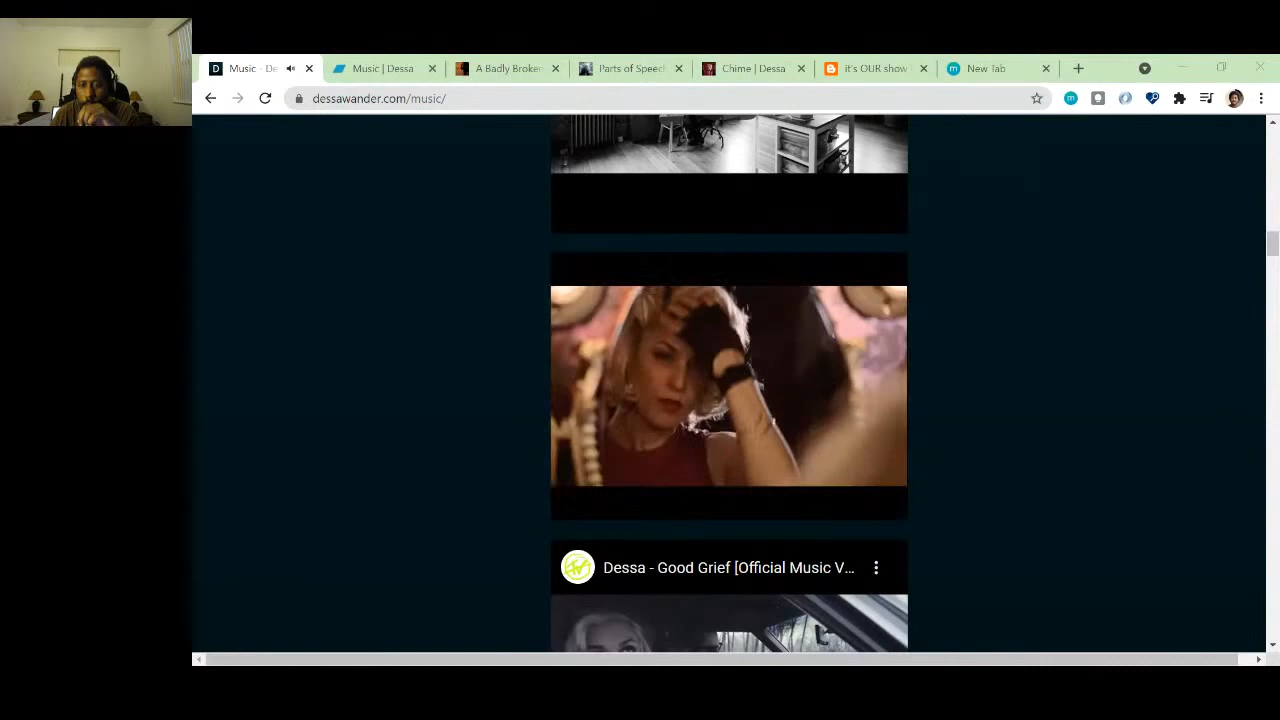 Music - De
Music | Dessa
A Badly Broken
Parts of Speech
Chime | Dessa
it's OUR show
New Tab
dessawander.com/music/
Dessa - Good Grief [Official Music V...